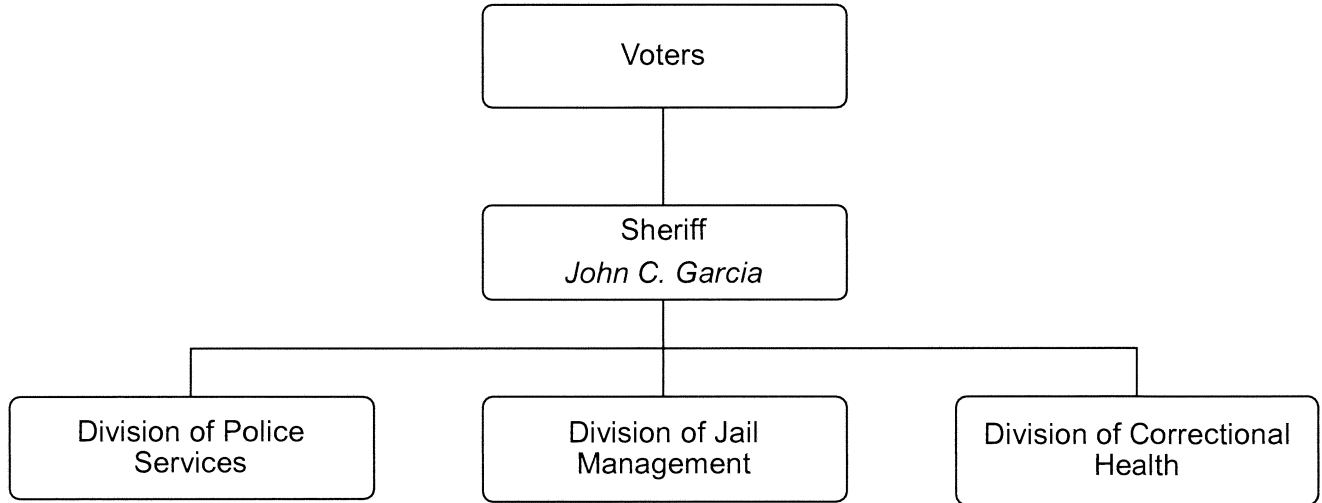 Voters
Sheriff
John C. Garcia
Division of Police
Services
Division of Jail
Management
Division of Correctional
Health